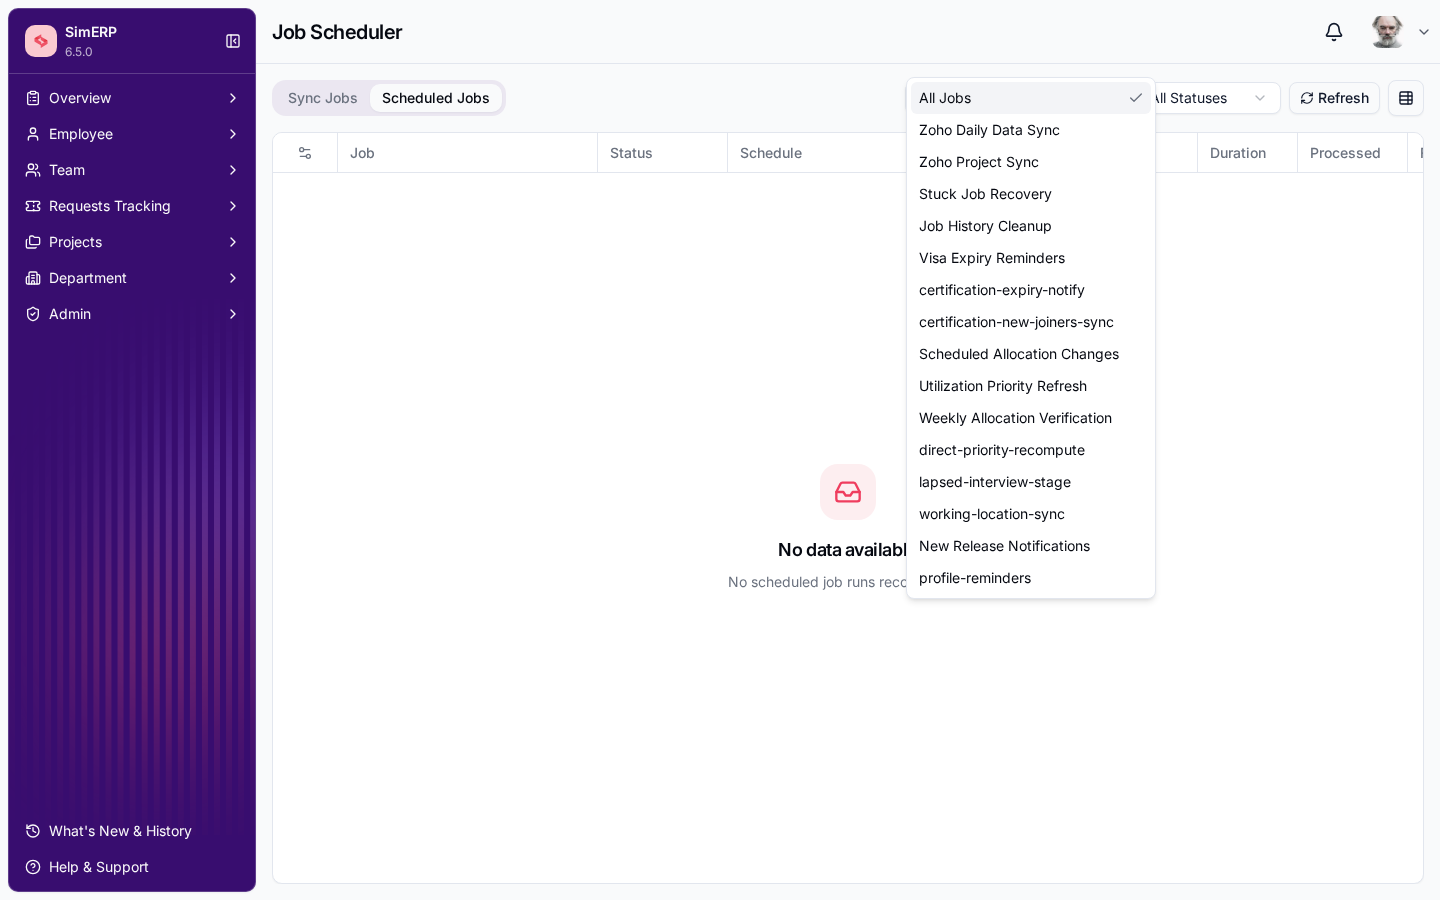 SimERP
6.5.0
Overview
Employee
Team
Requests Tracking
Projects
Department
Admin
What's New & History
Help & Support
Job Scheduler
Sync Jobs
Scheduled Jobs
All Statuses
Refresh
Job
Status
Schedule
Duration
Processed
All Jobs
Zoho Daily Data Sync
Zoho Project Sync
Stuck Job Recovery
Job History Cleanup
Visa Expiry Reminders
certification-expiry-notify
certification-new-joiners-sync
Scheduled Allocation Changes
Utilization Priority Refresh
Weekly Allocation Verification
direct-priority-recompute
lapsed-interview-stage
working-location-sync
New Release Notifications
profile-reminders
No data availabl
No scheduled job runs reco